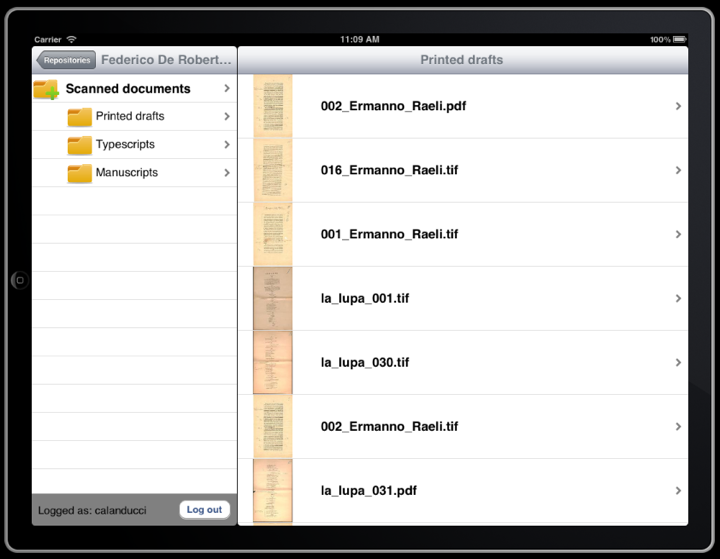 Carrier 11:09 AM 100%
Repositories Federico De Robert... Printed drafts
Scanned documents
Printed drafts
Typescripts
Manuscripts
Logged as: calanducci Log out
002_Ermanno_Raeli.pdf
016_Ermanno_Raeli.tif
001_Ermanno_Raeli.tif
la_lupa_001.tif
la_lupa_030.tif
002_Ermanno_Raeli.tif
la_lupa_031.pdf